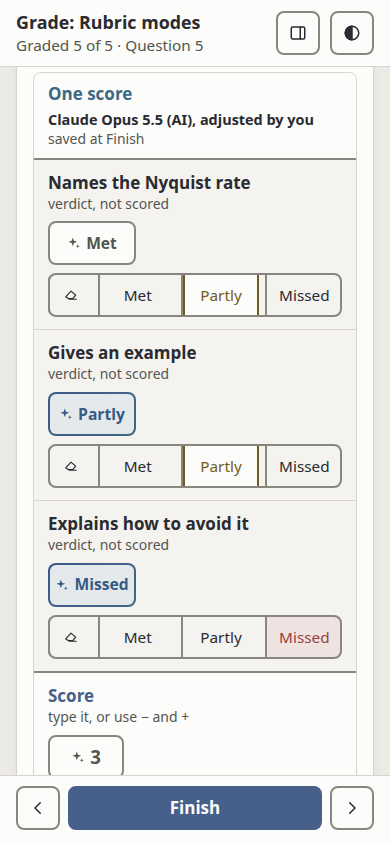 Grade: Rubric modes
Graded 5 of 5 · Question 5
One score
Claude Opus 5.5 (AI), adjusted by you
saved at Finish
Names the Nyquist rate
verdict, not scored
Met
Met Partly Missed
Gives an example
verdict, not scored
Partly
Met Partly Missed
Explains how to avoid it
verdict, not scored
Missed
Met Partly Missed
Score
type it, or use − and +
3
Finish